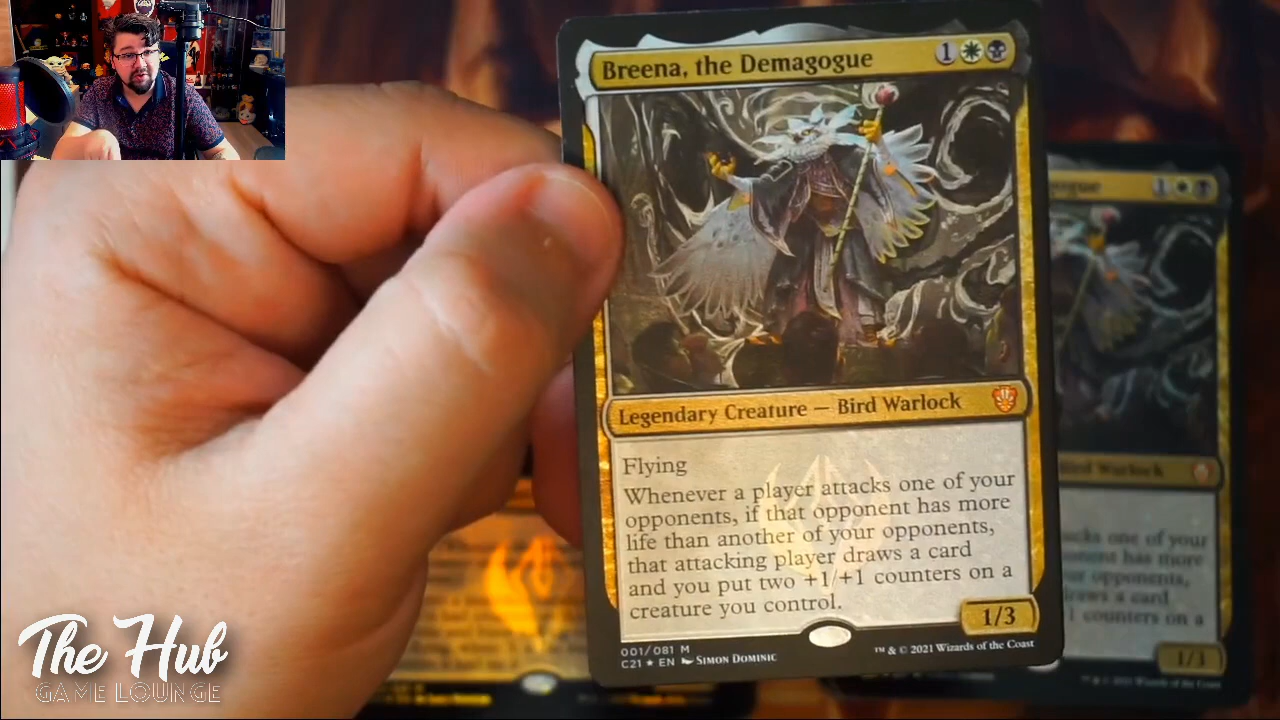 Breena, the Demagogue 1
Legendary Creature — Bird Warlock
Flying
Whenever a player attacks one of your
opponents, if that opponent has more
life than another of your opponents,
that attacking player draws a card
and you put two +1/+1 counters on a
creature you control.
1/3
001/081 M
C21 ★ EN SIMON DOMINIC
™ & © 2021 Wizards of the Coast
1
Bird Warlock
attacks one of your
opponent has more
opponents,
draws a card
counters on a
1/3
The Hub
GAME LOUNGE